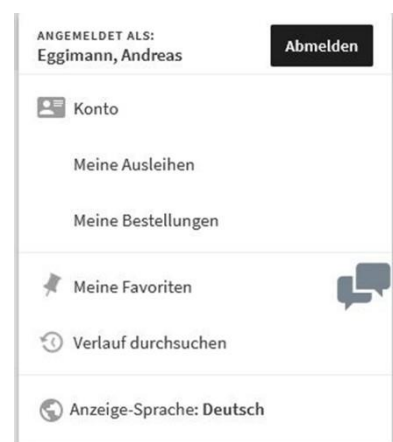 ANGEMELDET ALS:
Eggimann, Andreas
Abmelden
Konto
Meine Ausleihen
Meine Bestellungen
Meine Favoriten
Verlauf durchsuchen
Anzeige-Sprache: Deutsch